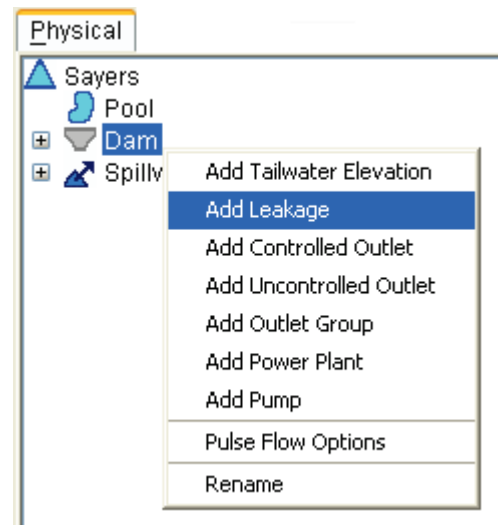 Physical
Sayers
Pool
Dam
Spillv
Add Tailwater Elevation
Add Leakage
Add Controlled Outlet
Add Uncontrolled Outlet
Add Outlet Group
Add Power Plant
Add Pump
Pulse Flow Options
Rename